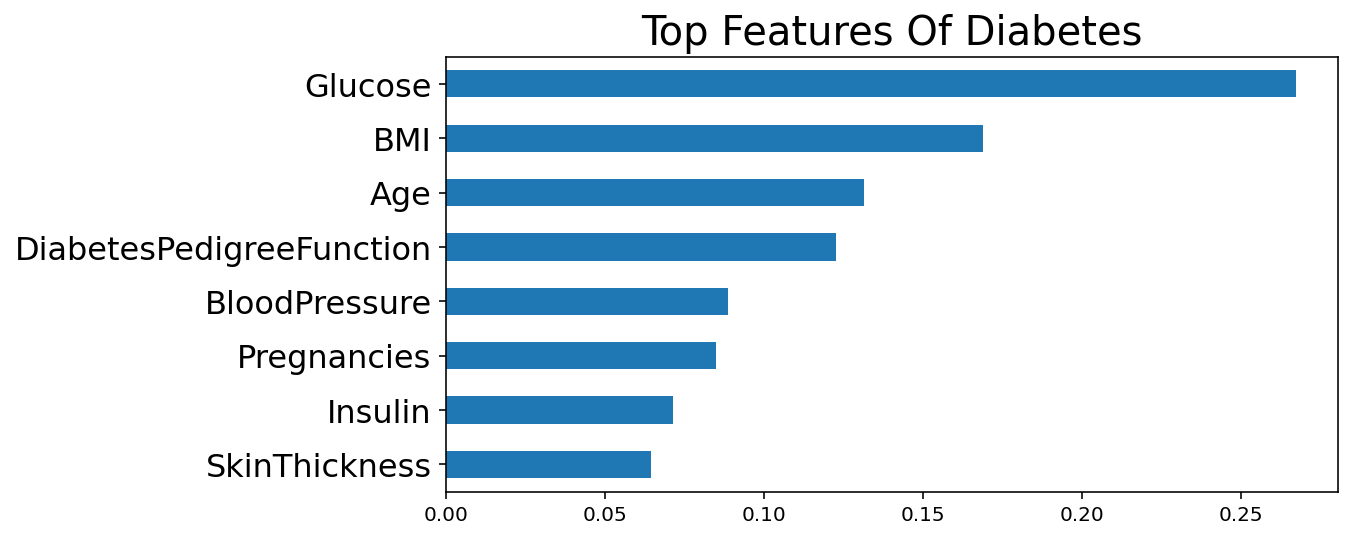 Top Features Of Diabetes
Glucose
BMI
Age
DiabetesPedigreeFunction
BloodPressure
Pregnancies
Insulin
SkinThickness
0.00 0.05 0.10 0.15 0.20 0.25